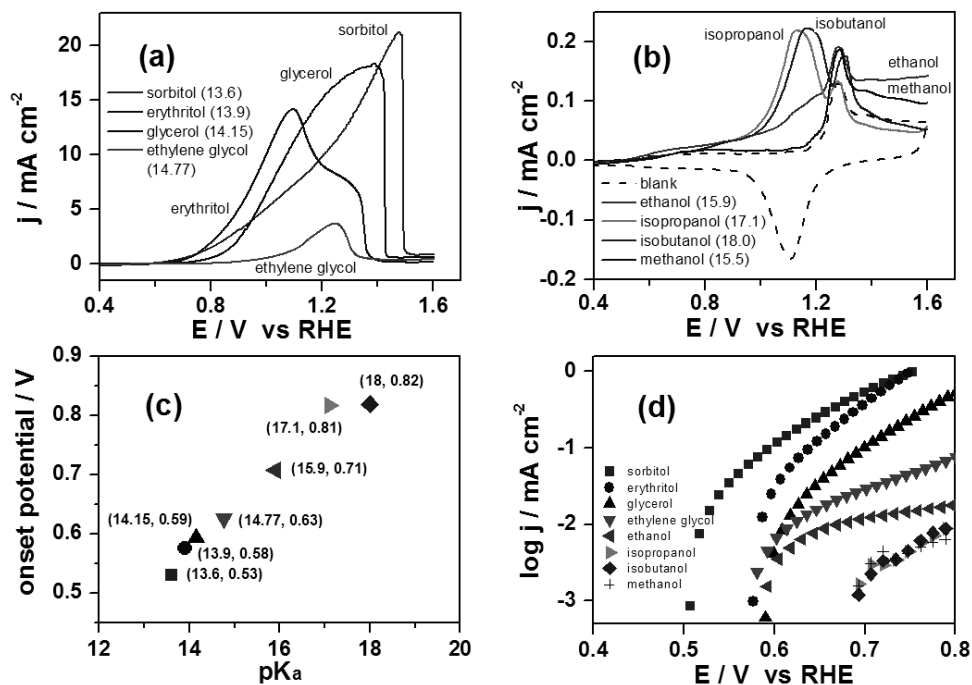 (a)
sorbitol
glycerol
sorbitol (13.6)
erythritol (13.9)
glycerol (14.15)
ethylene glycol
(14.77)
erythritol
ethylene glycol
j / mA cm-2
20
15
10
5
0
0.4 0.8 1.2 1.6
E / V vs RHE
(b)
isobutanol
isopropanol
ethanol
methanol
blank
ethanol (15.9)
isopropanol (17.1)
isobutanol (18.0)
methanol (15.5)
j / mA cm-2
0.2
0.1
0.0
-0.1
-0.2
0.4 0.8 1.2 1.6
E / V vs RHE
(c)
(18, 0.82)
(17.1, 0.81)
(15.9, 0.71)
(14.15, 0.59)
(14.77, 0.63)
(13.9, 0.58)
(13.6, 0.53)
onset potential / V
0.9
0.8
0.7
0.6
0.5
12 14 16 18 20
pKa
(d)
sorbitol
erythritol
glycerol
ethylene glycol
ethanol
isopropanol
isobutanol
methanol
log j / mA cm-2
0
-1
-2
-3
0.4 0.5 0.6 0.7 0.8
E / V vs RHE